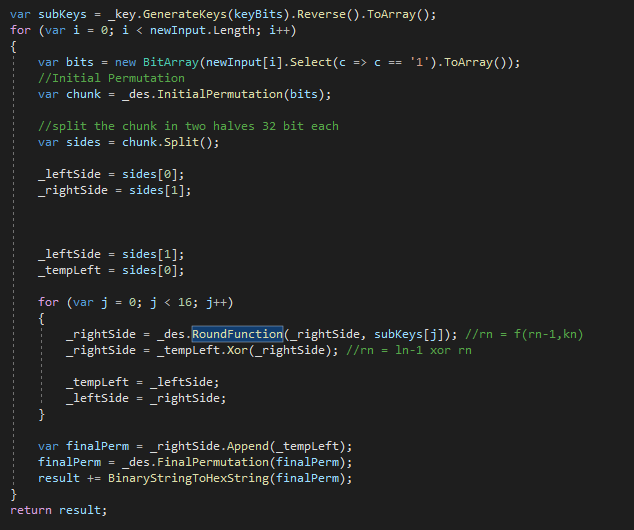 var subKeys = _key.GenerateKeys(keyBits).Reverse().ToArray();
for (var i = 0; i < newInput.Length; i++)
{
var bits = new BitArray(newInput[i].Select(c => c == '1').ToArray());
//Initial Permutation
var chunk = _des.InitialPermutation(bits);
//split the chunk in two halves 32 bit each
var sides = chunk.Split();
_leftSide = sides[0];
_rightSide = sides[1];
_leftSide = sides[1];
_tempLeft = sides[0];
for (var j = 0; j < 16; j++)
{
_rightSide = _des.RoundFunction(_rightSide, subKeys[j]); //rn = f(rn-1,kn)
_rightSide = _tempLeft.Xor(_rightSide); //rn = ln-1 xor rn
_tempLeft = _leftSide;
_leftSide = _rightSide;
}
var finalPerm = _rightSide.Append(_tempLeft);
finalPerm = _des.FinalPermutation(finalPerm);
result += BinaryStringToHexString(finalPerm);
}
return result;